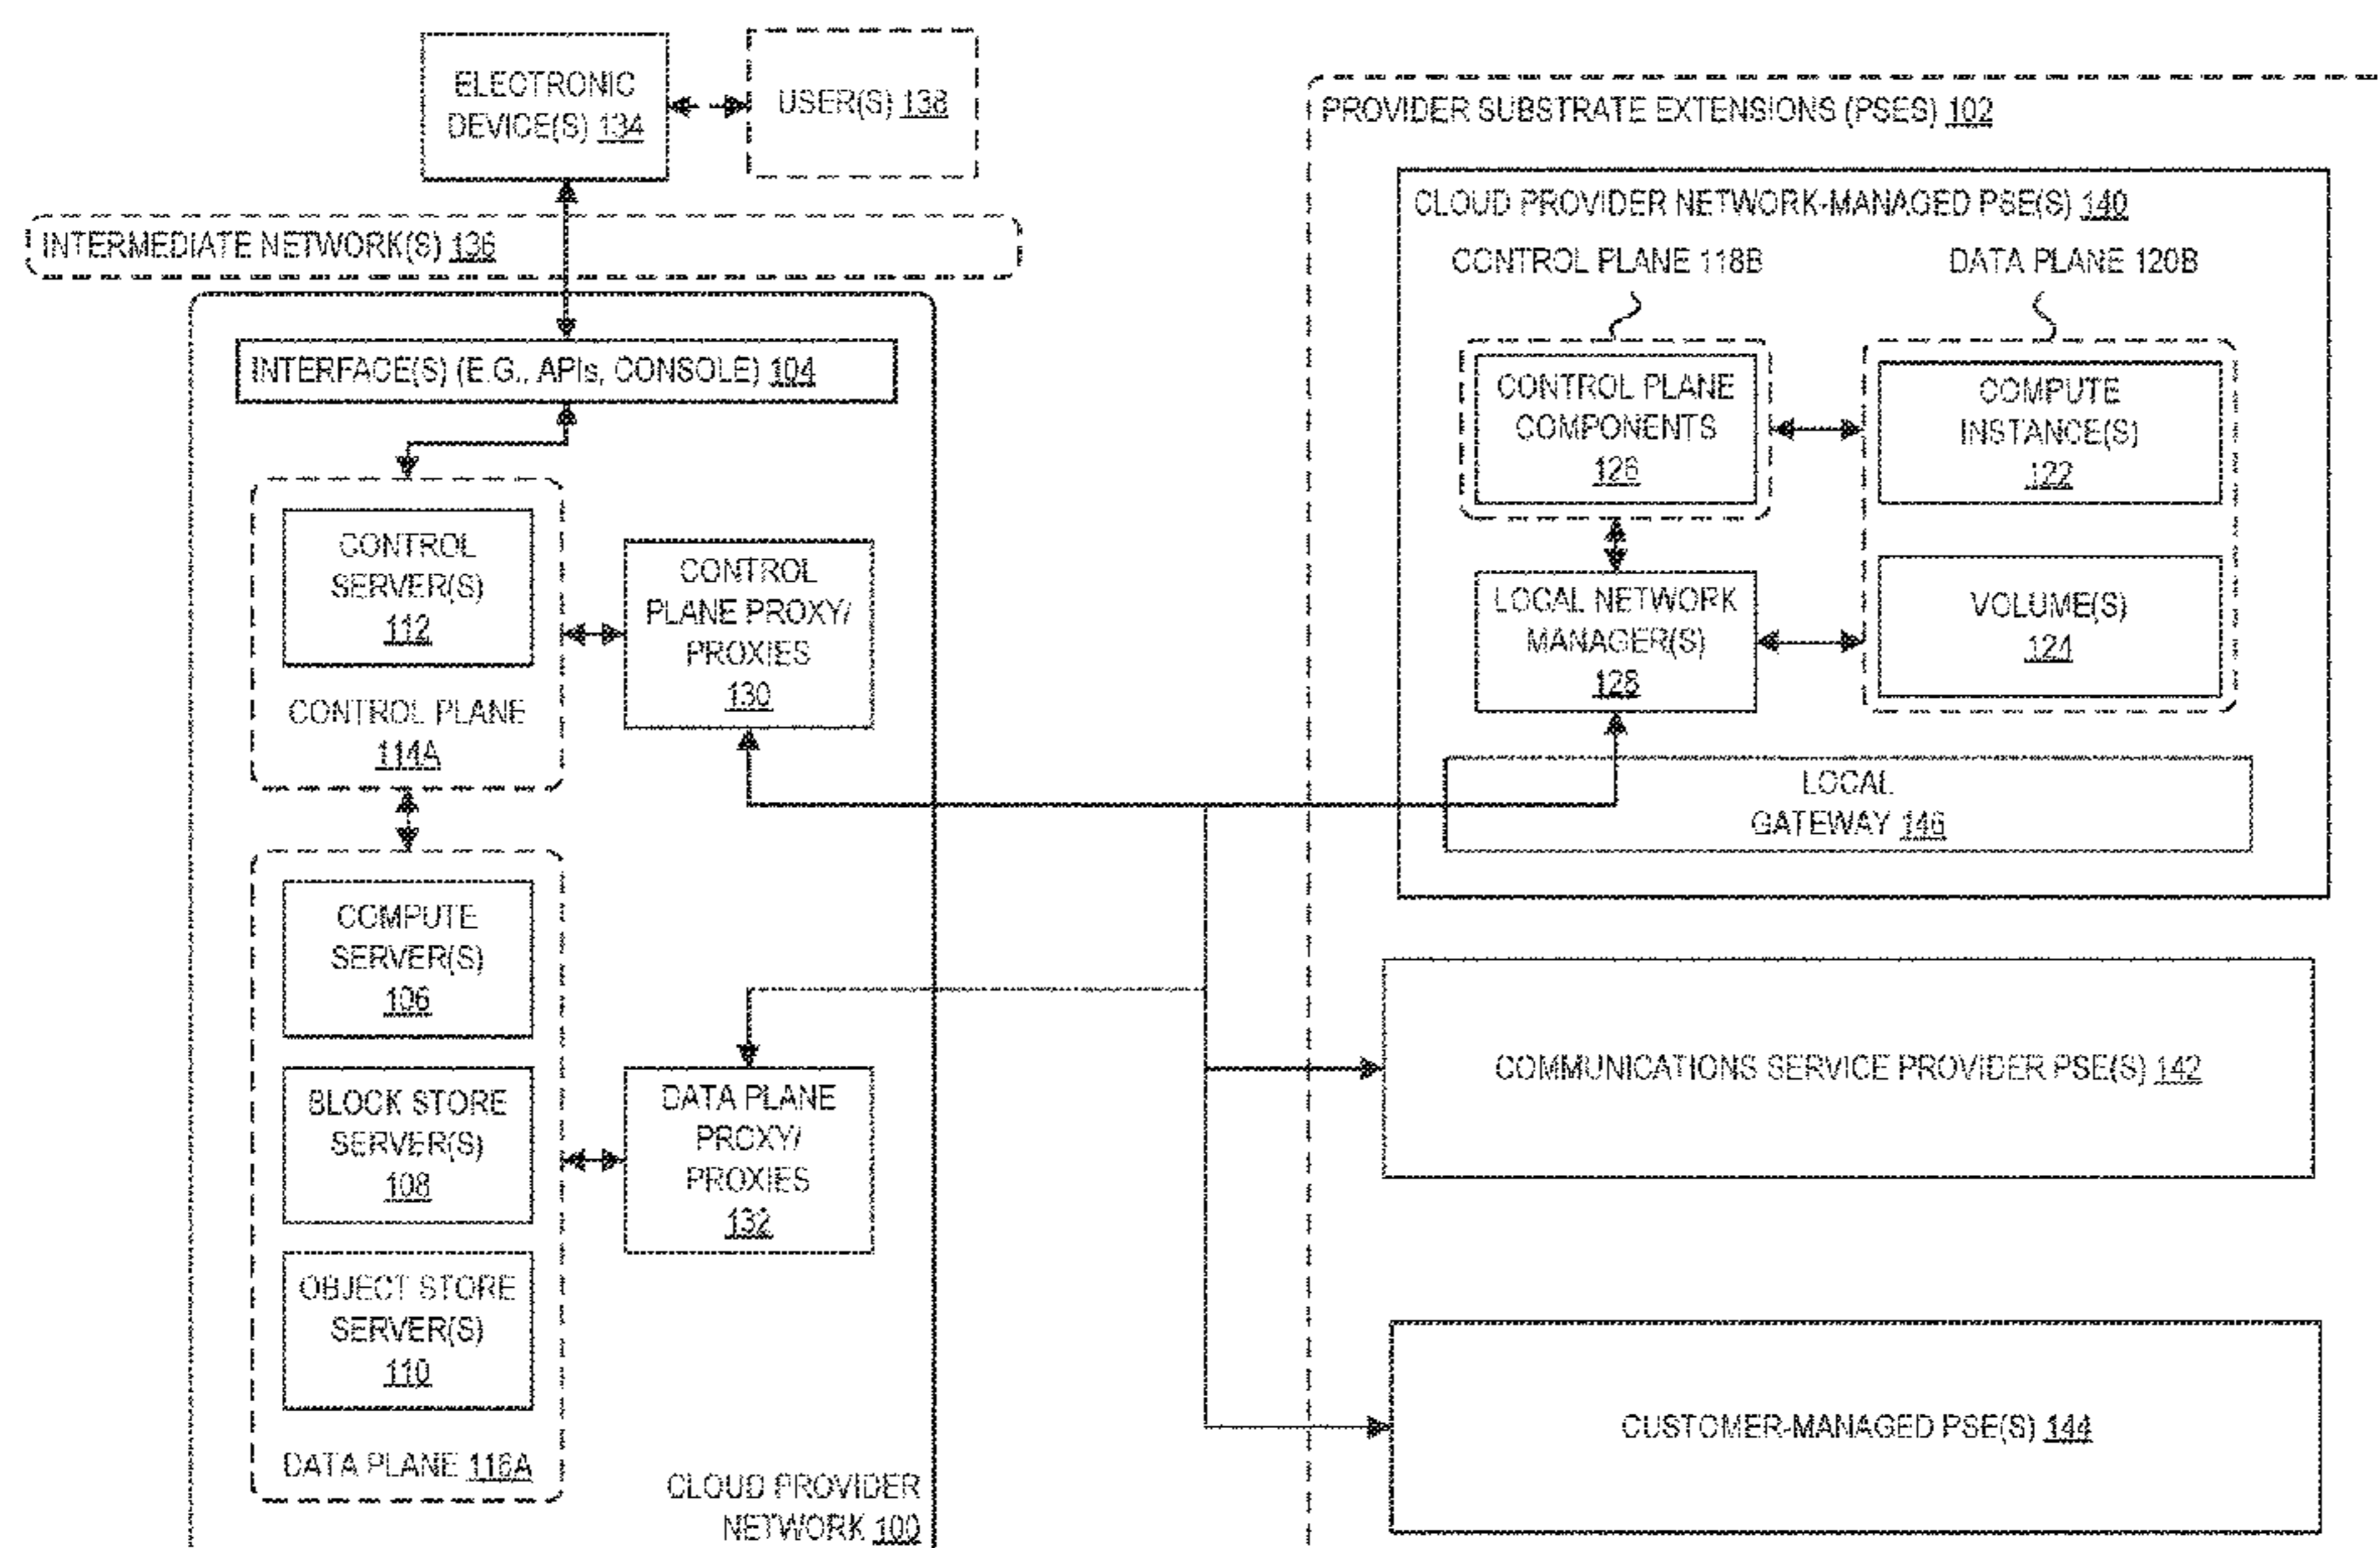 ELECTRONIC
DEVICE(S) 134
USER(S) 138
INTERMEDIATE NETWORK(S) 136
INTERFACE(S) (E.G., APIs, CONSOLE) 104
CONTROL
SERVER(S)
112
CONTROL PLANE
114A
CONTROL
PLANE PROXY/
PROXIES
130
COMPUTE
SERVER(S)
106
BLOCK STORE
SERVER(S)
108
OBJECT STORE
SERVER(S)
110
DATA PLANE 116A
DATA PLANE
PROXY/
PROXIES
132
CLOUD PROVIDER
NETWORK 100
PROVIDER SUBSTRATE EXTENSIONS (PSES) 102
CLOUD PROVIDER NETWORK-MANAGED PSE(S) 140
CONTROL PLANE 118B
DATA PLANE 120B
CONTROL PLANE
COMPONENTS
126
COMPUTE
INSTANCE(S)
122
LOCAL NETWORK
MANAGER(S)
128
VOLUME(S)
124
LOCAL
GATEWAY 146
COMMUNICATIONS SERVICE PROVIDER PSE(S) 142
CUSTOMER-MANAGED PSE(S) 144